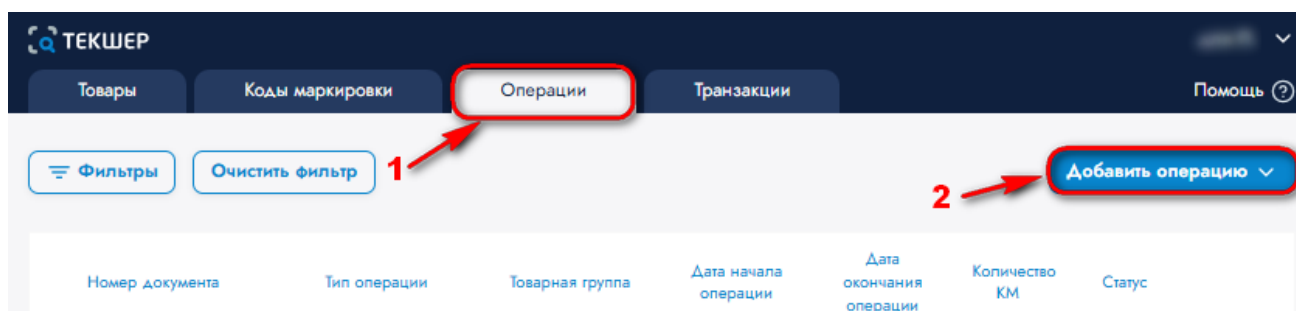 ТЕКШЕР
Товары Коды маркировки Операции Транзакции Помощь ?
1
Фильтры Очистить фильтр Добавить операцию
2
Номер документа Тип операции Товарная группа Дата начала операции Дата окончания операции Количество КМ Статус